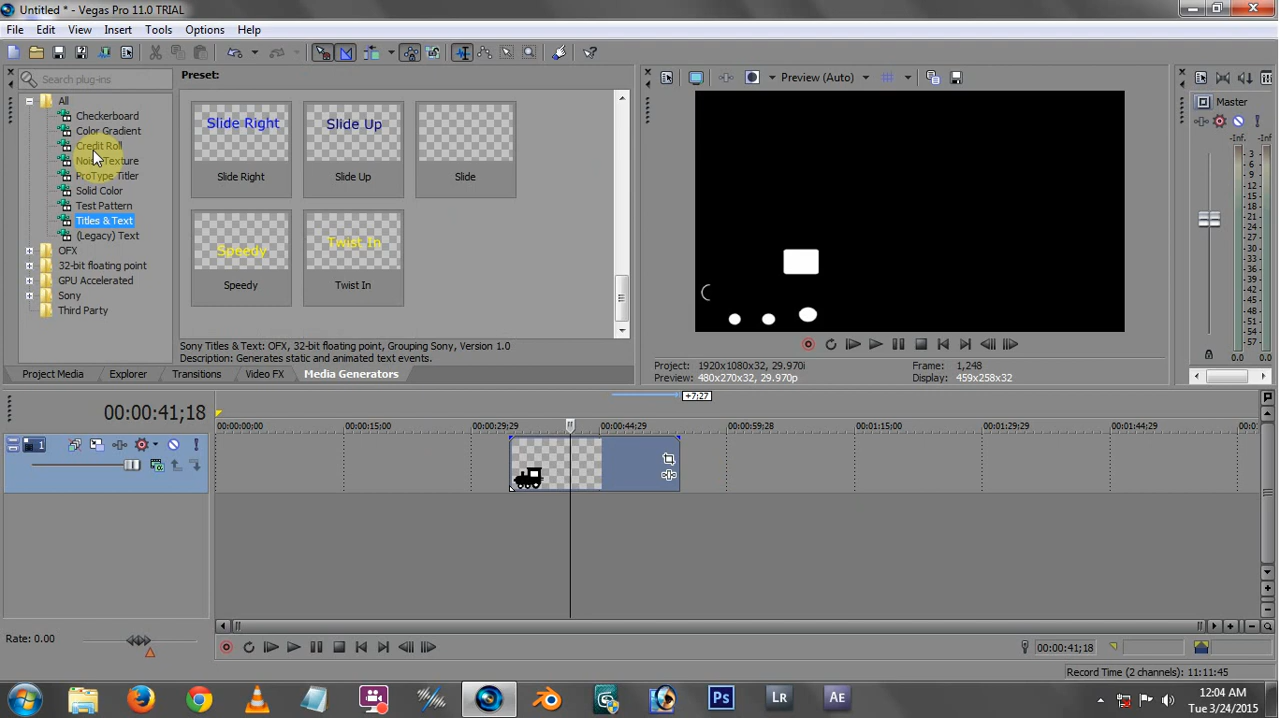 Untitled * - Vegas Pro 11.0 TRIAL
File Edit View Insert Tools Options Help
Search plug-ins
Preset:
Preview (Auto)
All
Checkerboard
Color Gradient
Credit Roll
Noise Texture
ProType Titler
Solid Color
Test Pattern
Titles & Text
(Legacy) Text
OFX
32-bit floating point
GPU Accelerated
Sony
Third Party
Slide Right Slide Up
Slide Right Slide Up Slide
Speedy Twist In
Speedy Twist In
Sony Titles & Text: OFX, 32-bit floating point, Grouping Sony, Version 1.0
Description: Generates static and animated text events.
Project Media Explorer Transitions Video FX Media Generators
Project: 1920x1080x32, 29.970i
Preview: 480x270x32, 29.970p
Frame: 1,248
Display: 459x258x32
Master
-Inf. -Inf.
3
6
9
12
15
18
21
24
27
30
33
36
39
42
45
48
51
54
57
0.0 0.0
+7;27
00:00:41;18
00:00:00;00 00:00:15;00 00:00:29;29 00:00:44;29 00:00:59;28 00:01:15;00 00:01:29;29 00:01:44;29 00:0
1
Rate: 0.00
00:00:41;18
Record Time (2 channels): 11:11:45
Ps Lr AE
12:04 AM
Tue 3/24/2015